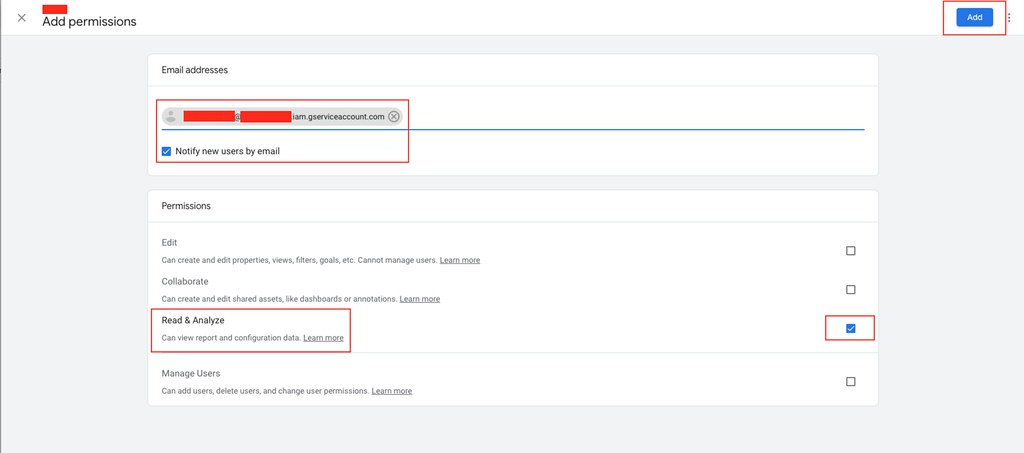 Add permissions
Add
Email addresses
@ .iam.gserviceaccount.com
Notify new users by email
Permissions
Edit
Can create and edit properties, views, filters, goals, etc. Cannot manage users. Learn more
Collaborate
Can create and edit shared assets, like dashboards or annotations. Learn more
Read & Analyze
Can view report and configuration data. Learn more
Manage Users
Can add users, delete users, and change user permissions. Learn more